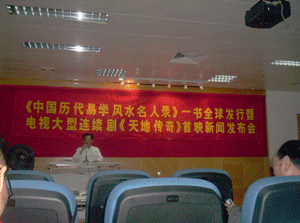 《中国历代易学风水名人录》一书全球发行暨
电视大型连续剧《天地传奇》首映新闻发布会